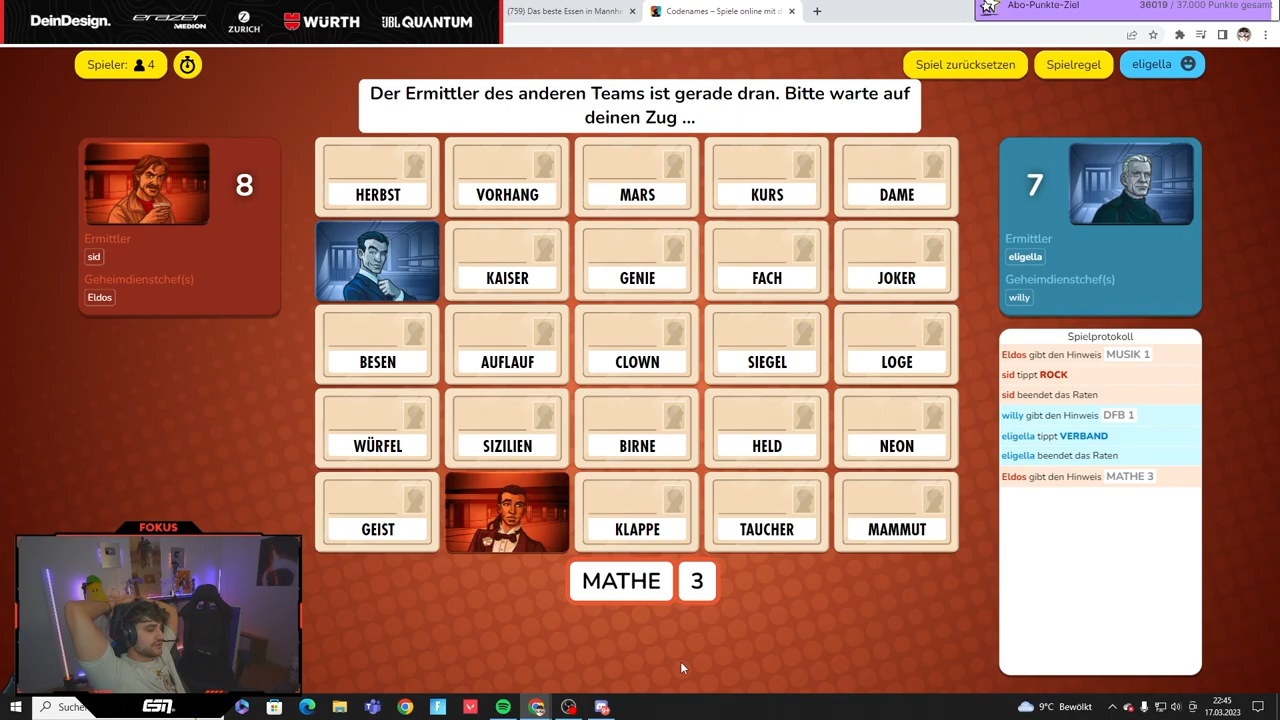 DeinDesign.
erazer
MEDION
ZURICH
WÜRTH
JBL QUANTUM
(759) Das beste Essen in Mannhe
Codenames – Spiele online mit d
Abo-Punkte-Ziel
36019 / 37.000 Punkte gesamt
Spieler: 4
Spiel zurücksetzen
Spielregel
eligella
Der Ermittler des anderen Teams ist gerade dran. Bitte warte auf
deinen Zug ...
8
Ermittler
sid
Geheimdienstchef(s)
Eldos
HERBST
VORHANG
MARS
KURS
DAME
KAISER
GENIE
FACH
JOKER
BESEN
AUFLAUF
CLOWN
SIEGEL
LOGE
WÜRFEL
SIZILIEN
BIRNE
HELD
NEON
GEIST
KLAPPE
TAUCHER
MAMMUT
MATHE 3
7
Ermittler
eligella
Geheimdienstchef(s)
willy
Spielprotokoll
Eldos gibt den Hinweis MUSIK 1
sid tippt ROCK
sid beendet das Raten
willy gibt den Hinweis DFB 1
eligella tippt VERBAND
eligella beendet das Raten
Eldos gibt den Hinweis MATHE 3
FOKUS
Suche
ESN
9°C Bewölkt
22:45
17.03.2023